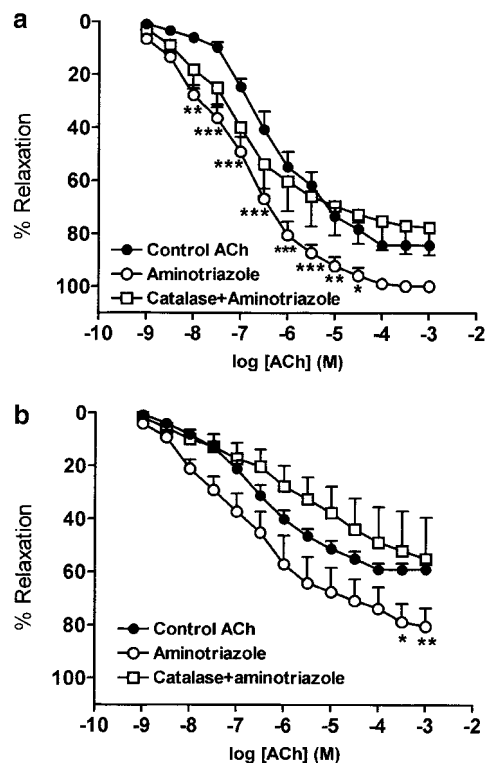 a
0
20
40
60
80
100
% Relaxation
** *** *** *** *** *** ** *
Control ACh
Aminotriazole
Catalase+Aminotriazole
-10 -9 -8 -7 -6 -5 -4 -3 -2
log [ACh] (M)
b
0
20
40
60
80
100
% Relaxation
* **
Control ACh
Aminotriazole
Catalase+aminotriazole
-10 -9 -8 -7 -6 -5 -4 -3 -2
log [ACh] (M)